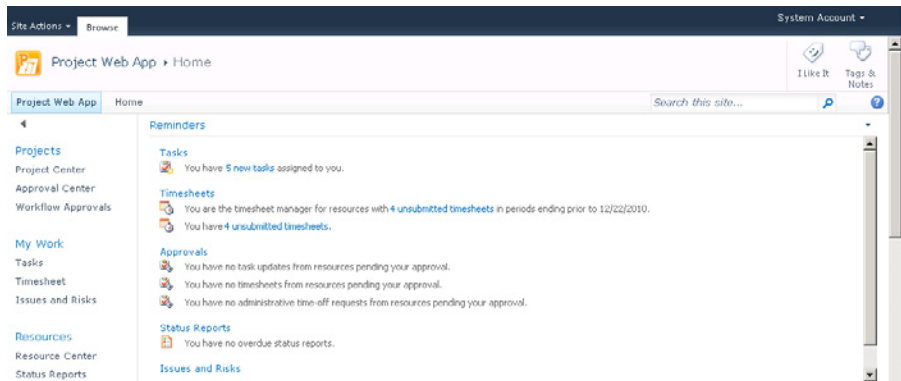 System Account
Site Actions Browse
Project Web App Home
I Like It Tags & Notes
Project Web App Home Search this site...
Reminders
Projects
Project Center
Approval Center
Workflow Approvals
My Work
Tasks
Timesheet
Issues and Risks
Resources
Resource Center
Status Reports
Tasks
You have 5 new tasks assigned to you.
Timesheets
You are the timesheet manager for resources with 4 unsubmitted timesheets in periods ending prior to 12/22/2010.
You have 4 unsubmitted timesheets.
Approvals
You have no task updates from resources pending your approval.
You have no timesheets from resources pending your approval.
You have no administrative time-off requests from resources pending your approval.
Status Reports
You have no overdue status reports.
Issues and Risks